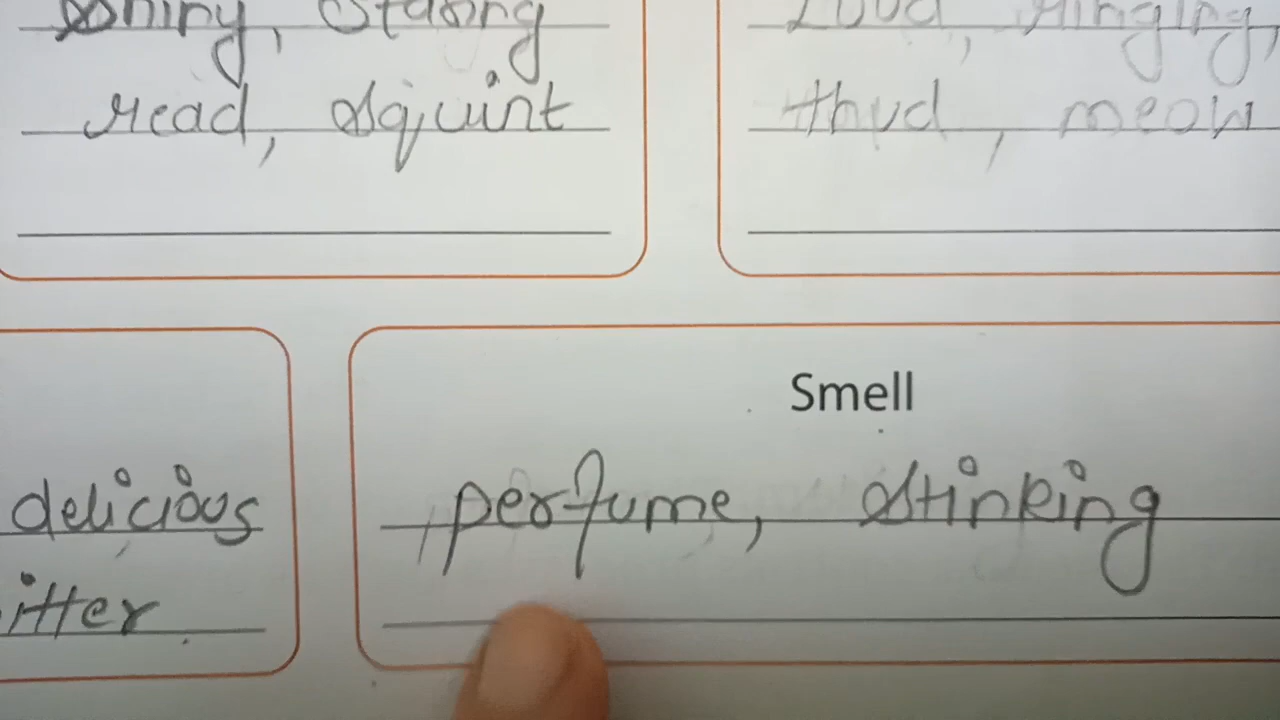 shiny, staring
read, squint
Loud, ringing,
thud, meow
delicious
itter
Smell
perfume, stinking